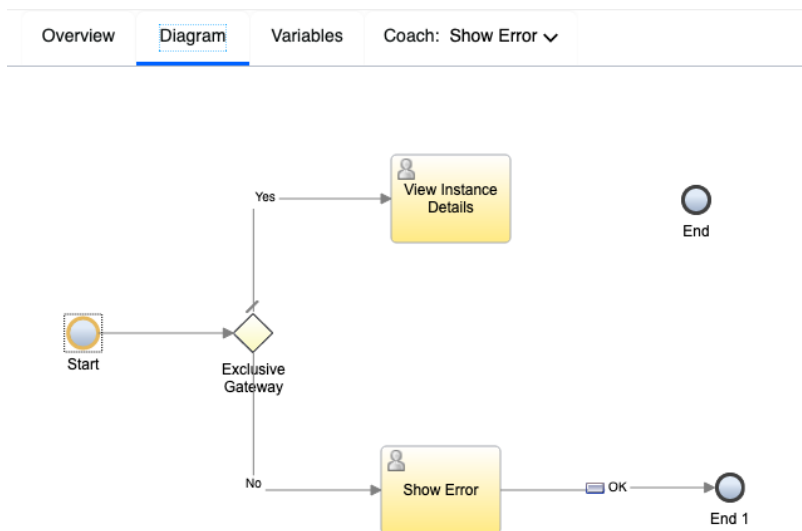 Overview
Diagram
Variables
Coach: Show Error
Yes
View Instance
Details
End
Start
Exclusive
Gateway
No
Show Error
OK
End 1